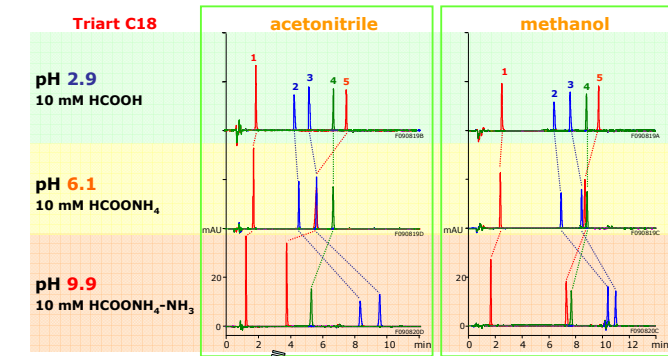 Triart C18
acetonitrile
methanol
pH 2.9
10 mM HCOOH
1
2
3
4
5
F090819B
1
2
3
4
5
F090819A
pH 6.1
10 mM HCOONH₄
mAU
F090819D
mAU
F090819C
pH 9.9
10 mM HCOONH₄-NH₃
20
0
F090820D
20
0
F090820C
0 2 4 6 8 10 min
0 2 4 6 8 10 12 min